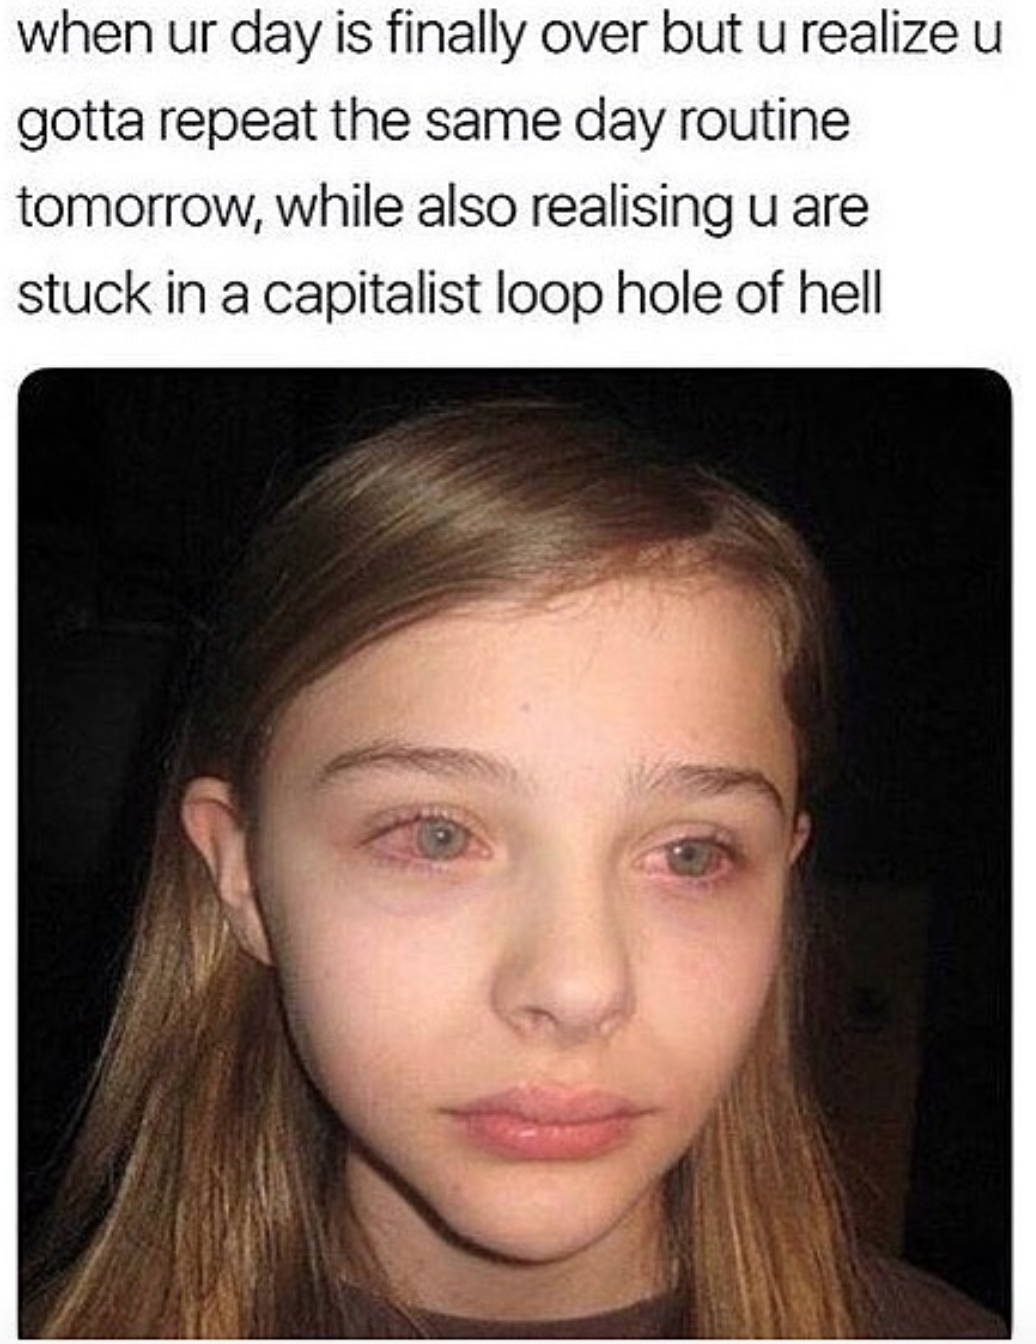 when ur day is finally over but u realize u
gotta repeat the same day routine
tomorrow, while also realising u are
stuck in a capitalist loop hole of hell